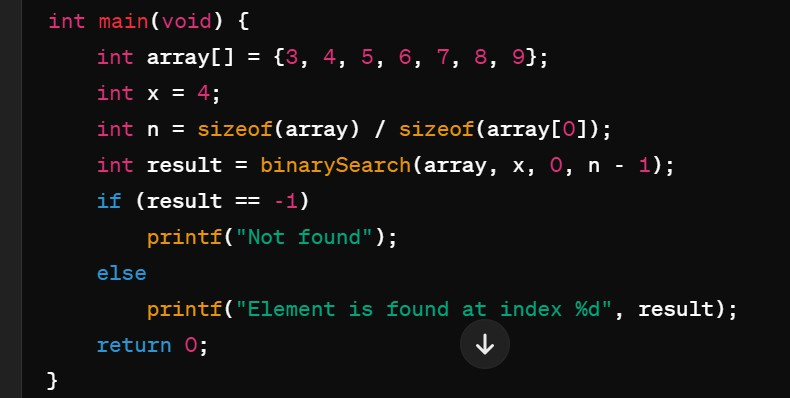 int main(void) {
    int array[] = {3, 4, 5, 6, 7, 8, 9};
    int x = 4;
    int n = sizeof(array) / sizeof(array[0]);
    int result = binarySearch(array, x, 0, n - 1);
    if (result == -1)
        printf("Not found");
    else
        printf("Element is found at index %d", result);
    return 0;
}